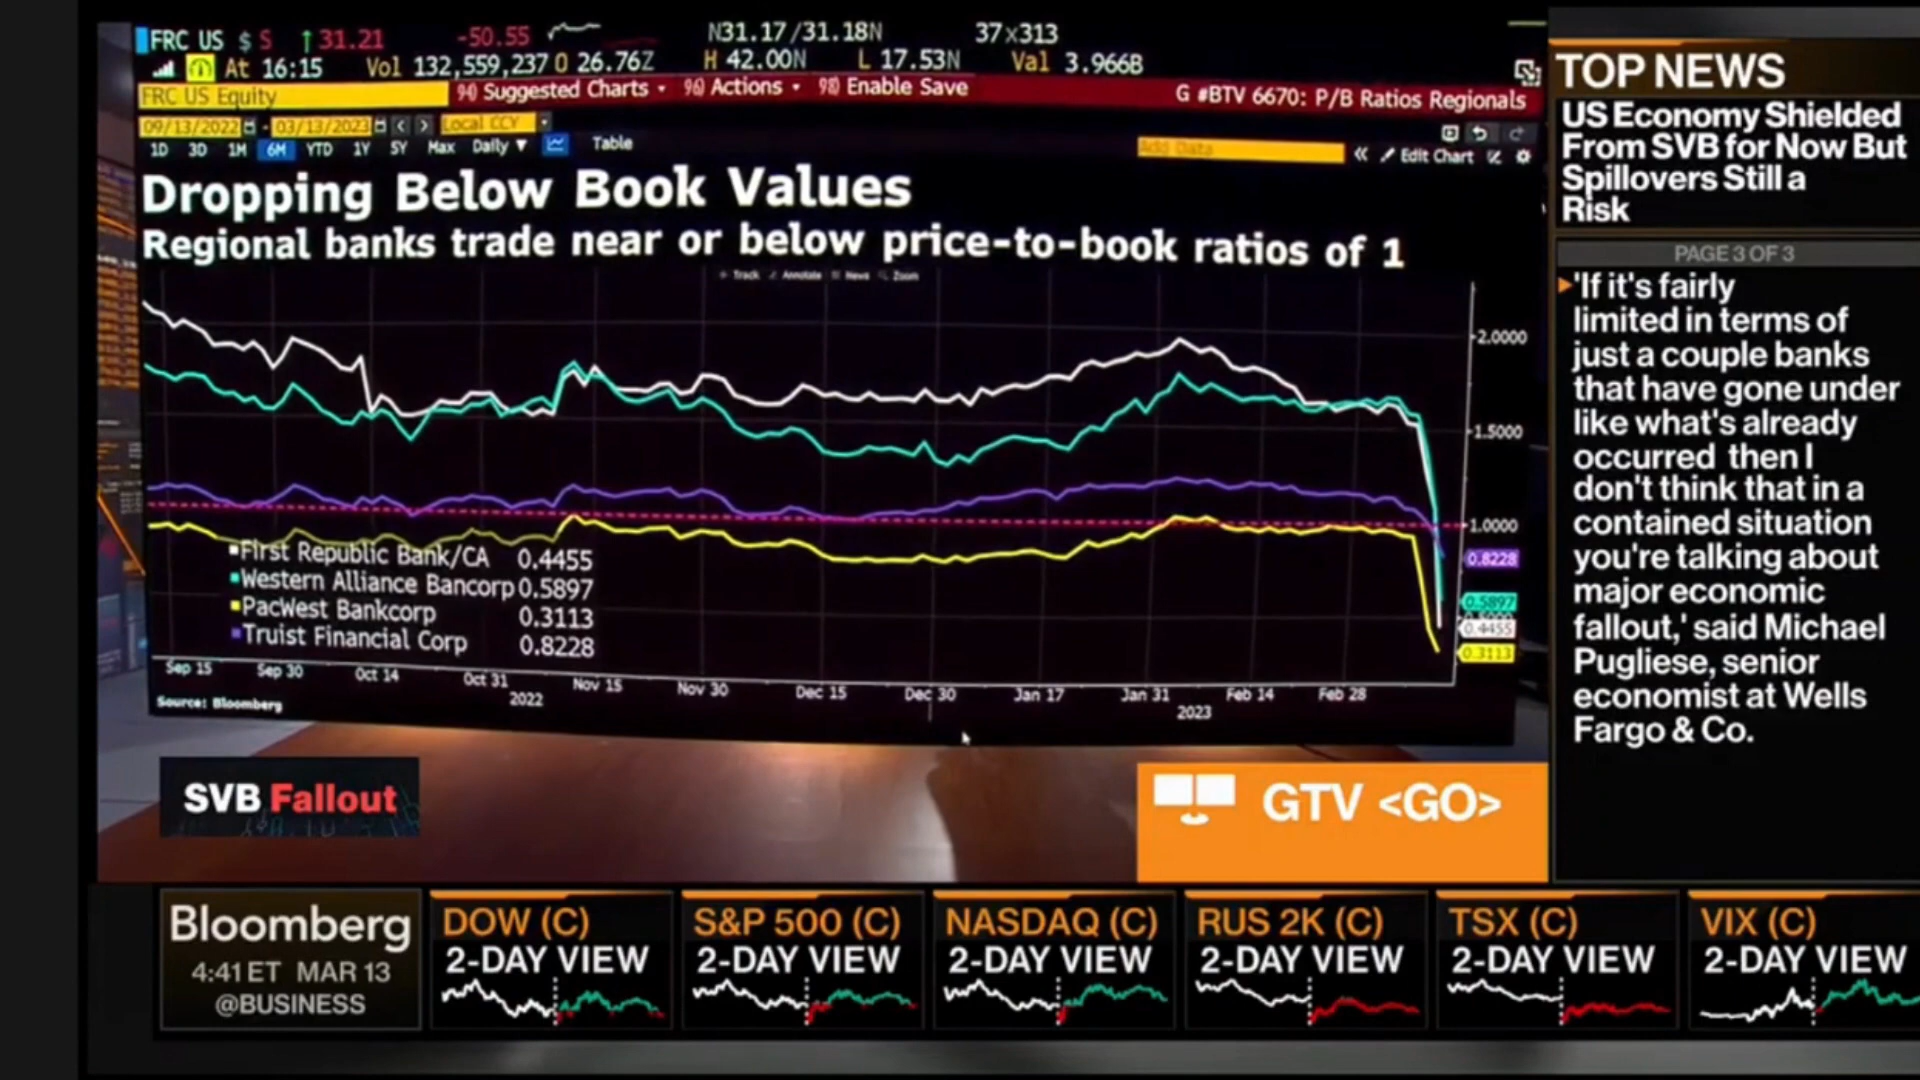 FRC US $ S ↑31.21 -50.55 N31.17/31.18N 37x313
At 16:15 Vol 132,559,237 O 26.76Z H 42.00N L 17.53N Val 3.966B
FRC US Equity 94) Suggested Charts 96) Actions 98) Enable Save G #BTV 6670: P/B Ratios Regionals
09/13/2022 - 03/13/2023 < > Local CCY
1D 3D 1M 6M YTD 1Y 5Y Max Daily ▼ Table Add Data « Edit Chart
Dropping Below Book Values
Regional banks trade near or below price-to-book ratios of 1
+ Track Annotate News Zoom
2.0000
1.5000
1.0000
0.8228
0.5897
0.4455
0.3113
First Republic Bank/CA 0.4455
Western Alliance Bancorp 0.5897
PacWest Bankcorp 0.3113
Truist Financial Corp 0.8228
Sep 15 Sep 30 Oct 14 Oct 31 Nov 15 Nov 30 Dec 15 Dec 30 Jan 17 Jan 31 Feb 14 Feb 28
2022 2023
Source: Bloomberg
SVB Fallout
GTV <GO>
TOP NEWS
US Economy Shielded
From SVB for Now But
Spillovers Still a
Risk
PAGE 3 OF 3
'If it's fairly
limited in terms of
just a couple banks
that have gone under
like what's already
occurred then I
don't think that in a
contained situation
you're talking about
major economic
fallout,' said Michael
Pugliese, senior
economist at Wells
Fargo & Co.
Bloomberg
4:41 ET MAR 13
@BUSINESS
DOW (C)
2-DAY VIEW
S&P 500 (C)
2-DAY VIEW
NASDAQ (C)
2-DAY VIEW
RUS 2K (C)
2-DAY VIEW
TSX (C)
2-DAY VIEW
VIX (C)
2-DAY VIEW